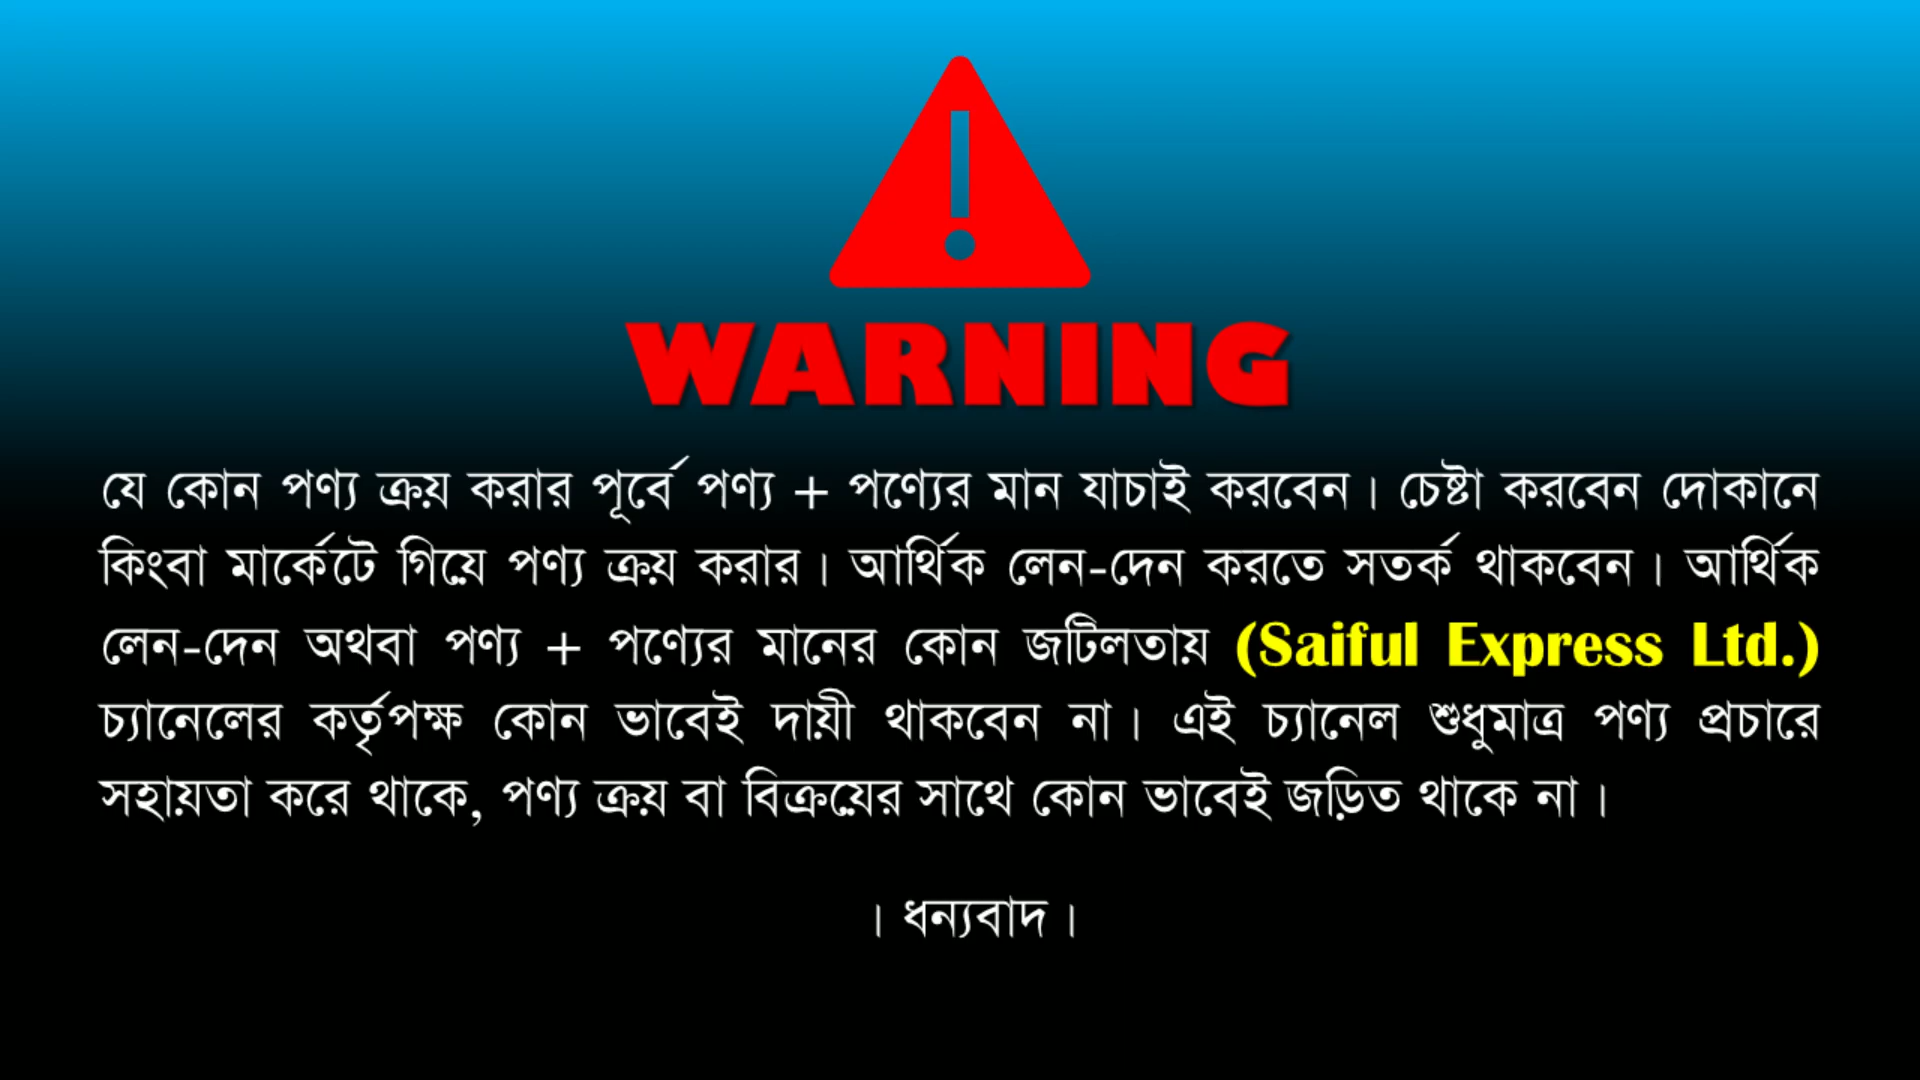 WARNING
যে কোন পণ্য ক্রয় করার পূর্বে পণ্য + পণ্যের মান যাচাই করবেন। চেষ্টা করবেন দোকানে
কিংবা মার্কেটে গিয়ে পণ্য ক্রয় করার। আর্থিক লেন-দেন করতে সতর্ক থাকবেন। আর্থিক
লেন-দেন অথবা পণ্য + পণ্যের মানের কোন জটিলতায় (Saiful Express Ltd.)
চ্যানেলের কর্তৃপক্ষ কোন ভাবেই দায়ী থাকবেন না। এই চ্যানেল শুধুমাত্র পণ্য প্রচারে
সহায়তা করে থাকে, পণ্য ক্রয় বা বিক্রয়ের সাথে কোন ভাবেই জড়িত থাকে না।
। ধন্যবাদ ।